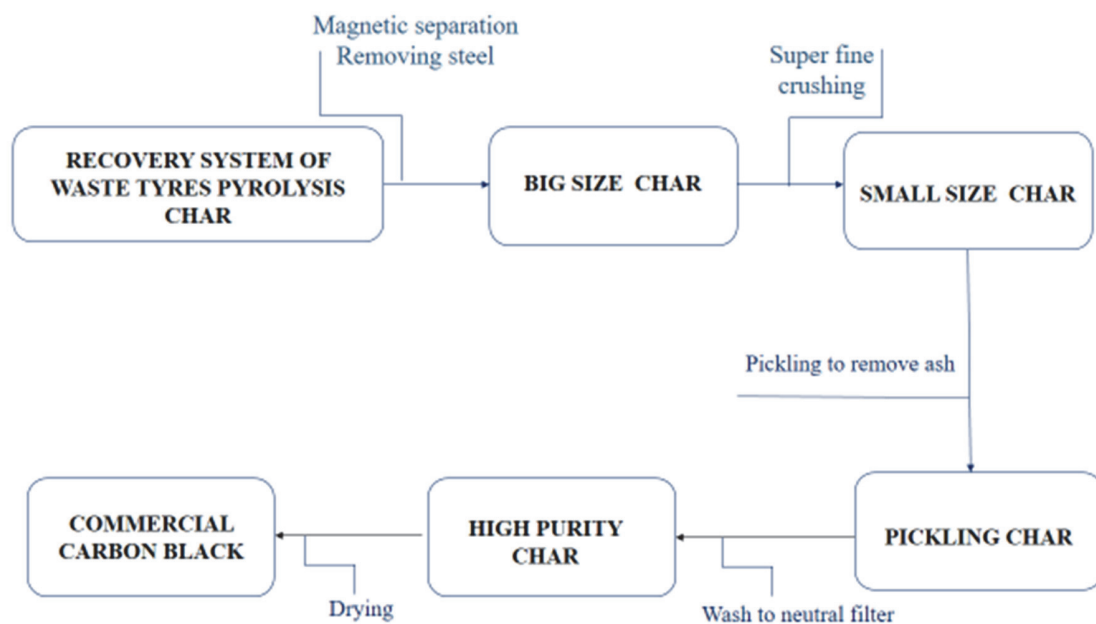 Magnetic separation
Removing steel
Super fine
crushing
RECOVERY SYSTEM OF
WASTE TYRES PYROLYSIS
CHAR
BIG SIZE CHAR
SMALL SIZE CHAR
Pickling to remove ash
PICKLING CHAR
Wash to neutral filter
HIGH PURITY
CHAR
Drying
COMMERCIAL
CARBON BLACK